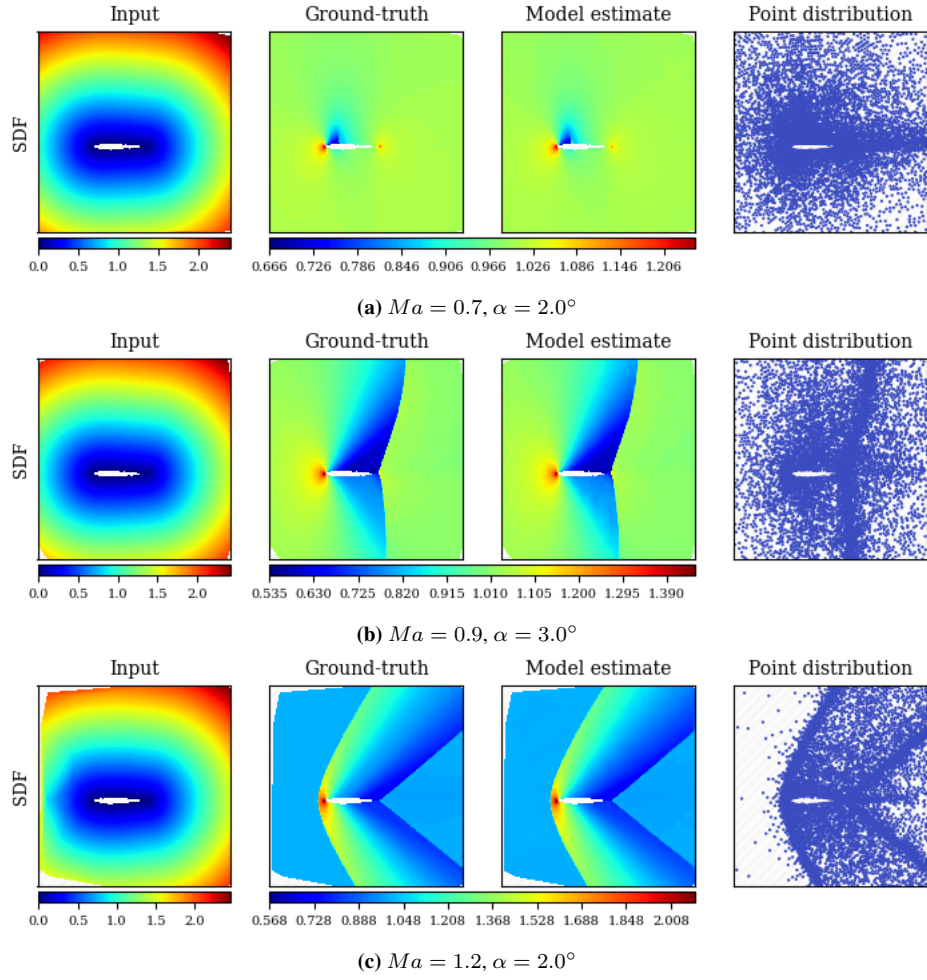 Input Ground-truth Model estimate Point distribution
SDF
0.0 0.5 1.0 1.5 2.0 0.666 0.726 0.786 0.846 0.906 0.966 1.026 1.086 1.146 1.206
(a) Ma = 0.7, α = 2.0°
Input Ground-truth Model estimate Point distribution
SDF
0.0 0.5 1.0 1.5 2.0 0.535 0.630 0.725 0.820 0.915 1.010 1.105 1.200 1.295 1.390
(b) Ma = 0.9, α = 3.0°
Input Ground-truth Model estimate Point distribution
SDF
0.0 0.5 1.0 1.5 2.0 0.568 0.728 0.888 1.048 1.208 1.368 1.528 1.688 1.848 2.008
(c) Ma = 1.2, α = 2.0°